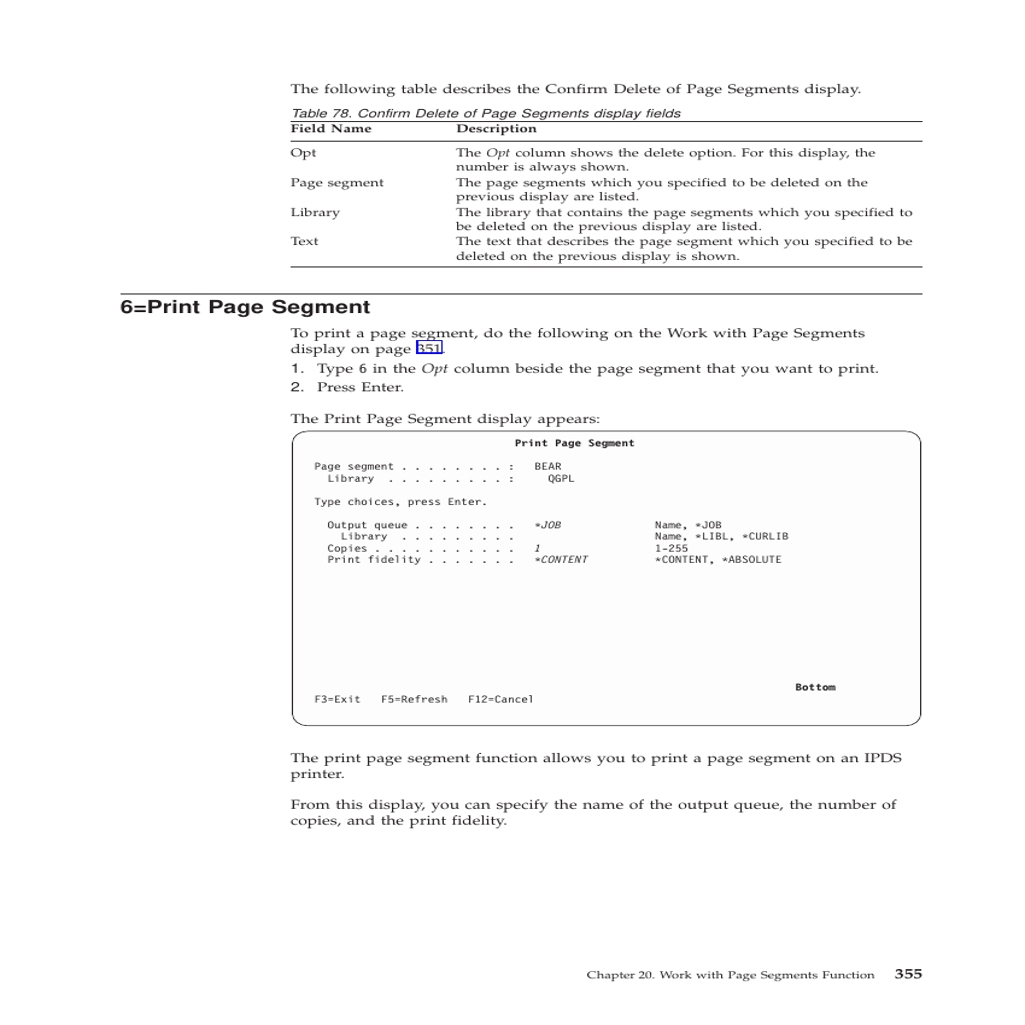 The following table describes the Confirm Delete of Page Segments display.
Table 78. Confirm Delete of Page Segments display fields
Field Name Description
Opt The Opt column shows the delete option. For this display, the
number is always shown.
Page segment The page segments which you specified to be deleted on the
previous display are listed.
Library The library that contains the page segments which you specified to
be deleted on the previous display are listed.
Text The text that describes the page segment which you specified to be
deleted on the previous display is shown.
6=Print Page Segment
To print a page segment, do the following on the Work with Page Segments
display on page 351.
1. Type 6 in the Opt column beside the page segment that you want to print.
2. Press Enter.
The Print Page Segment display appears:
Print Page Segment
Page segment . . . . . . . . : BEAR
Library . . . . . . . . . : QGPL
Type choices, press Enter.
Output queue . . . . . . . . *JOB Name, *JOB
Library . . . . . . . . . Name, *LIBL, *CURLIB
Copies . . . . . . . . . . . 1 1-255
Print fidelity . . . . . . . *CONTENT *CONTENT, *ABSOLUTE
Bottom
F3=Exit F5=Refresh F12=Cancel
The print page segment function allows you to print a page segment on an IPDS
printer.
From this display, you can specify the name of the output queue, the number of
copies, and the print fidelity.
Chapter 20. Work with Page Segments Function 355